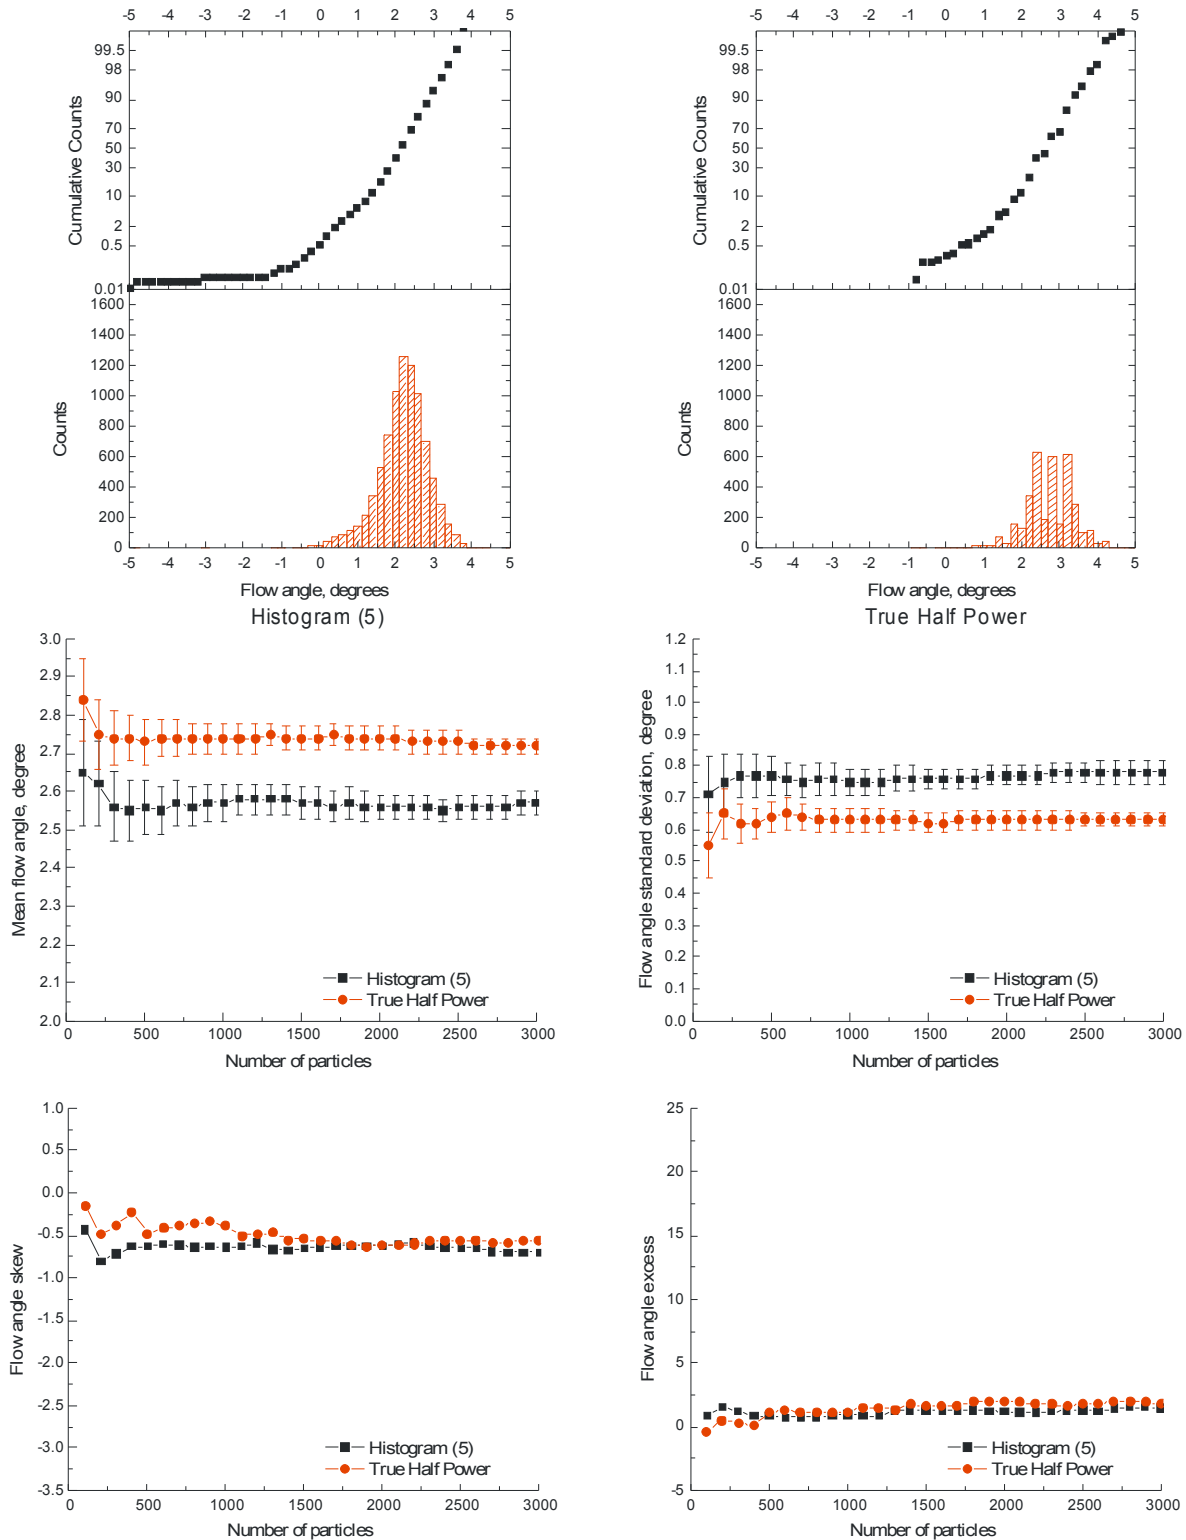 -5 -4 -3 -2 -1 0 1 2 3 4 5
99.5
98
90
70
50
30
10
2
0.5
0.01
Cumulative Counts
1600
1400
1200
1000
800
600
400
200
0
Counts
-5 -4 -3 -2 -1 0 1 2 3 4 5
Flow angle, degrees
Histogram (5)
-5 -4 -3 -2 -1 0 1 2 3 4 5
99.5
98
90
70
50
30
10
2
0.5
0.01
Cumulative Counts
1600
1400
1200
1000
800
600
400
200
0
Counts
-5 -4 -3 -2 -1 0 1 2 3 4 5
Flow angle, degrees
True Half Power
3.0
2.9
2.8
2.7
2.6
2.5
2.4
2.3
2.2
2.1
2.0
Mean flow angle, degree
Histogram (5)
True Half Power
0 500 1000 1500 2000 2500 3000
Number of particles
1.2
1.1
1.0
0.9
0.8
0.7
0.6
0.5
0.4
0.3
0.2
0.1
0.0
Flow angle standard deviation, degree
Histogram (5)
True Half Power
0 500 1000 1500 2000 2500 3000
Number of particles
1.0
0.5
0.0
-0.5
-1.0
-1.5
-2.0
-2.5
-3.0
-3.5
Flow angle skew
Histogram (5)
True Half Power
0 500 1000 1500 2000 2500 3000
Number of particles
25
20
15
10
5
0
-5
Flow angle excess
Histogram (5)
True Half Power
0 500 1000 1500 2000 2500 3000
Number of particles